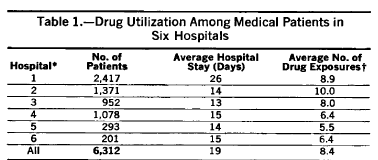 Table 1.—Drug Utilization Among Medical Patients in
Six Hospitals
Hospital* No. of Patients Average Hospital Stay (Days) Average No. of Drug Exposures†
1 2,417 26 8.9
2 1,371 14 10.0
3 952 13 8.0
4 1,078 15 6.4
5 293 14 5.5
6 201 15 6.4
All 6,312 19 8.4